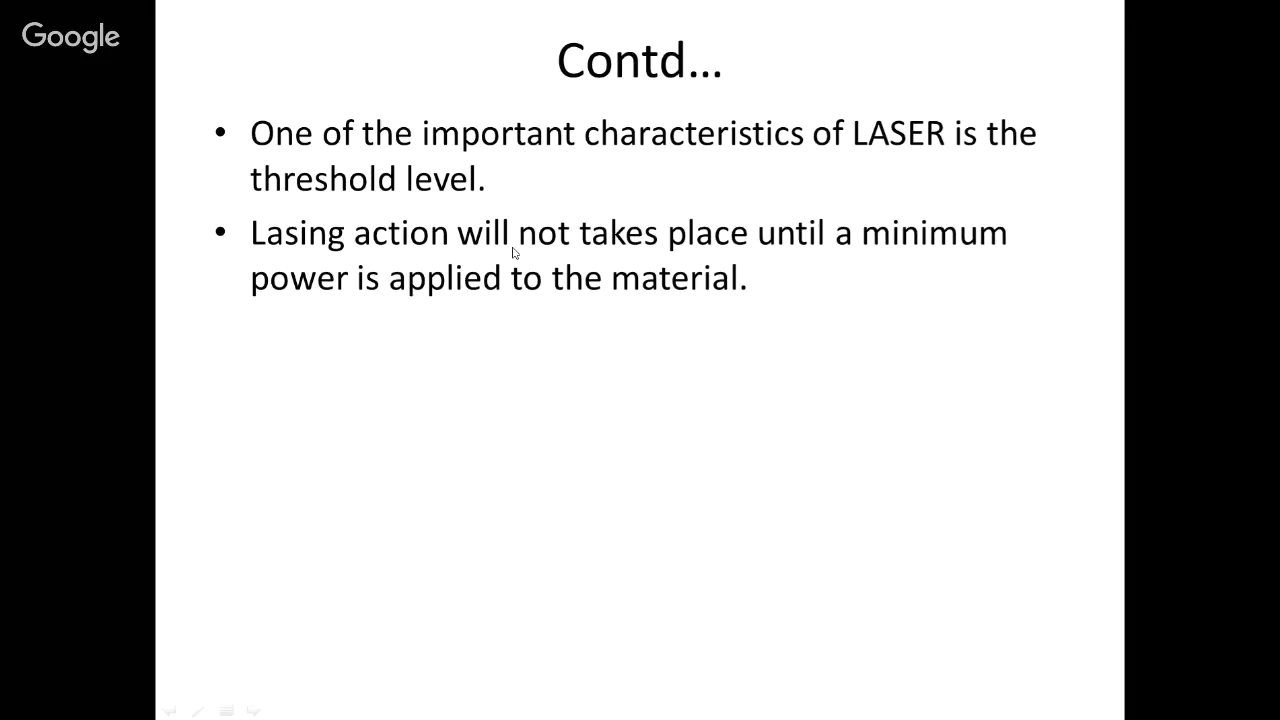 Google
Contd...
• One of the important characteristics of LASER is the
threshold level.
• Lasing action will not takes place until a minimum
power is applied to the material.